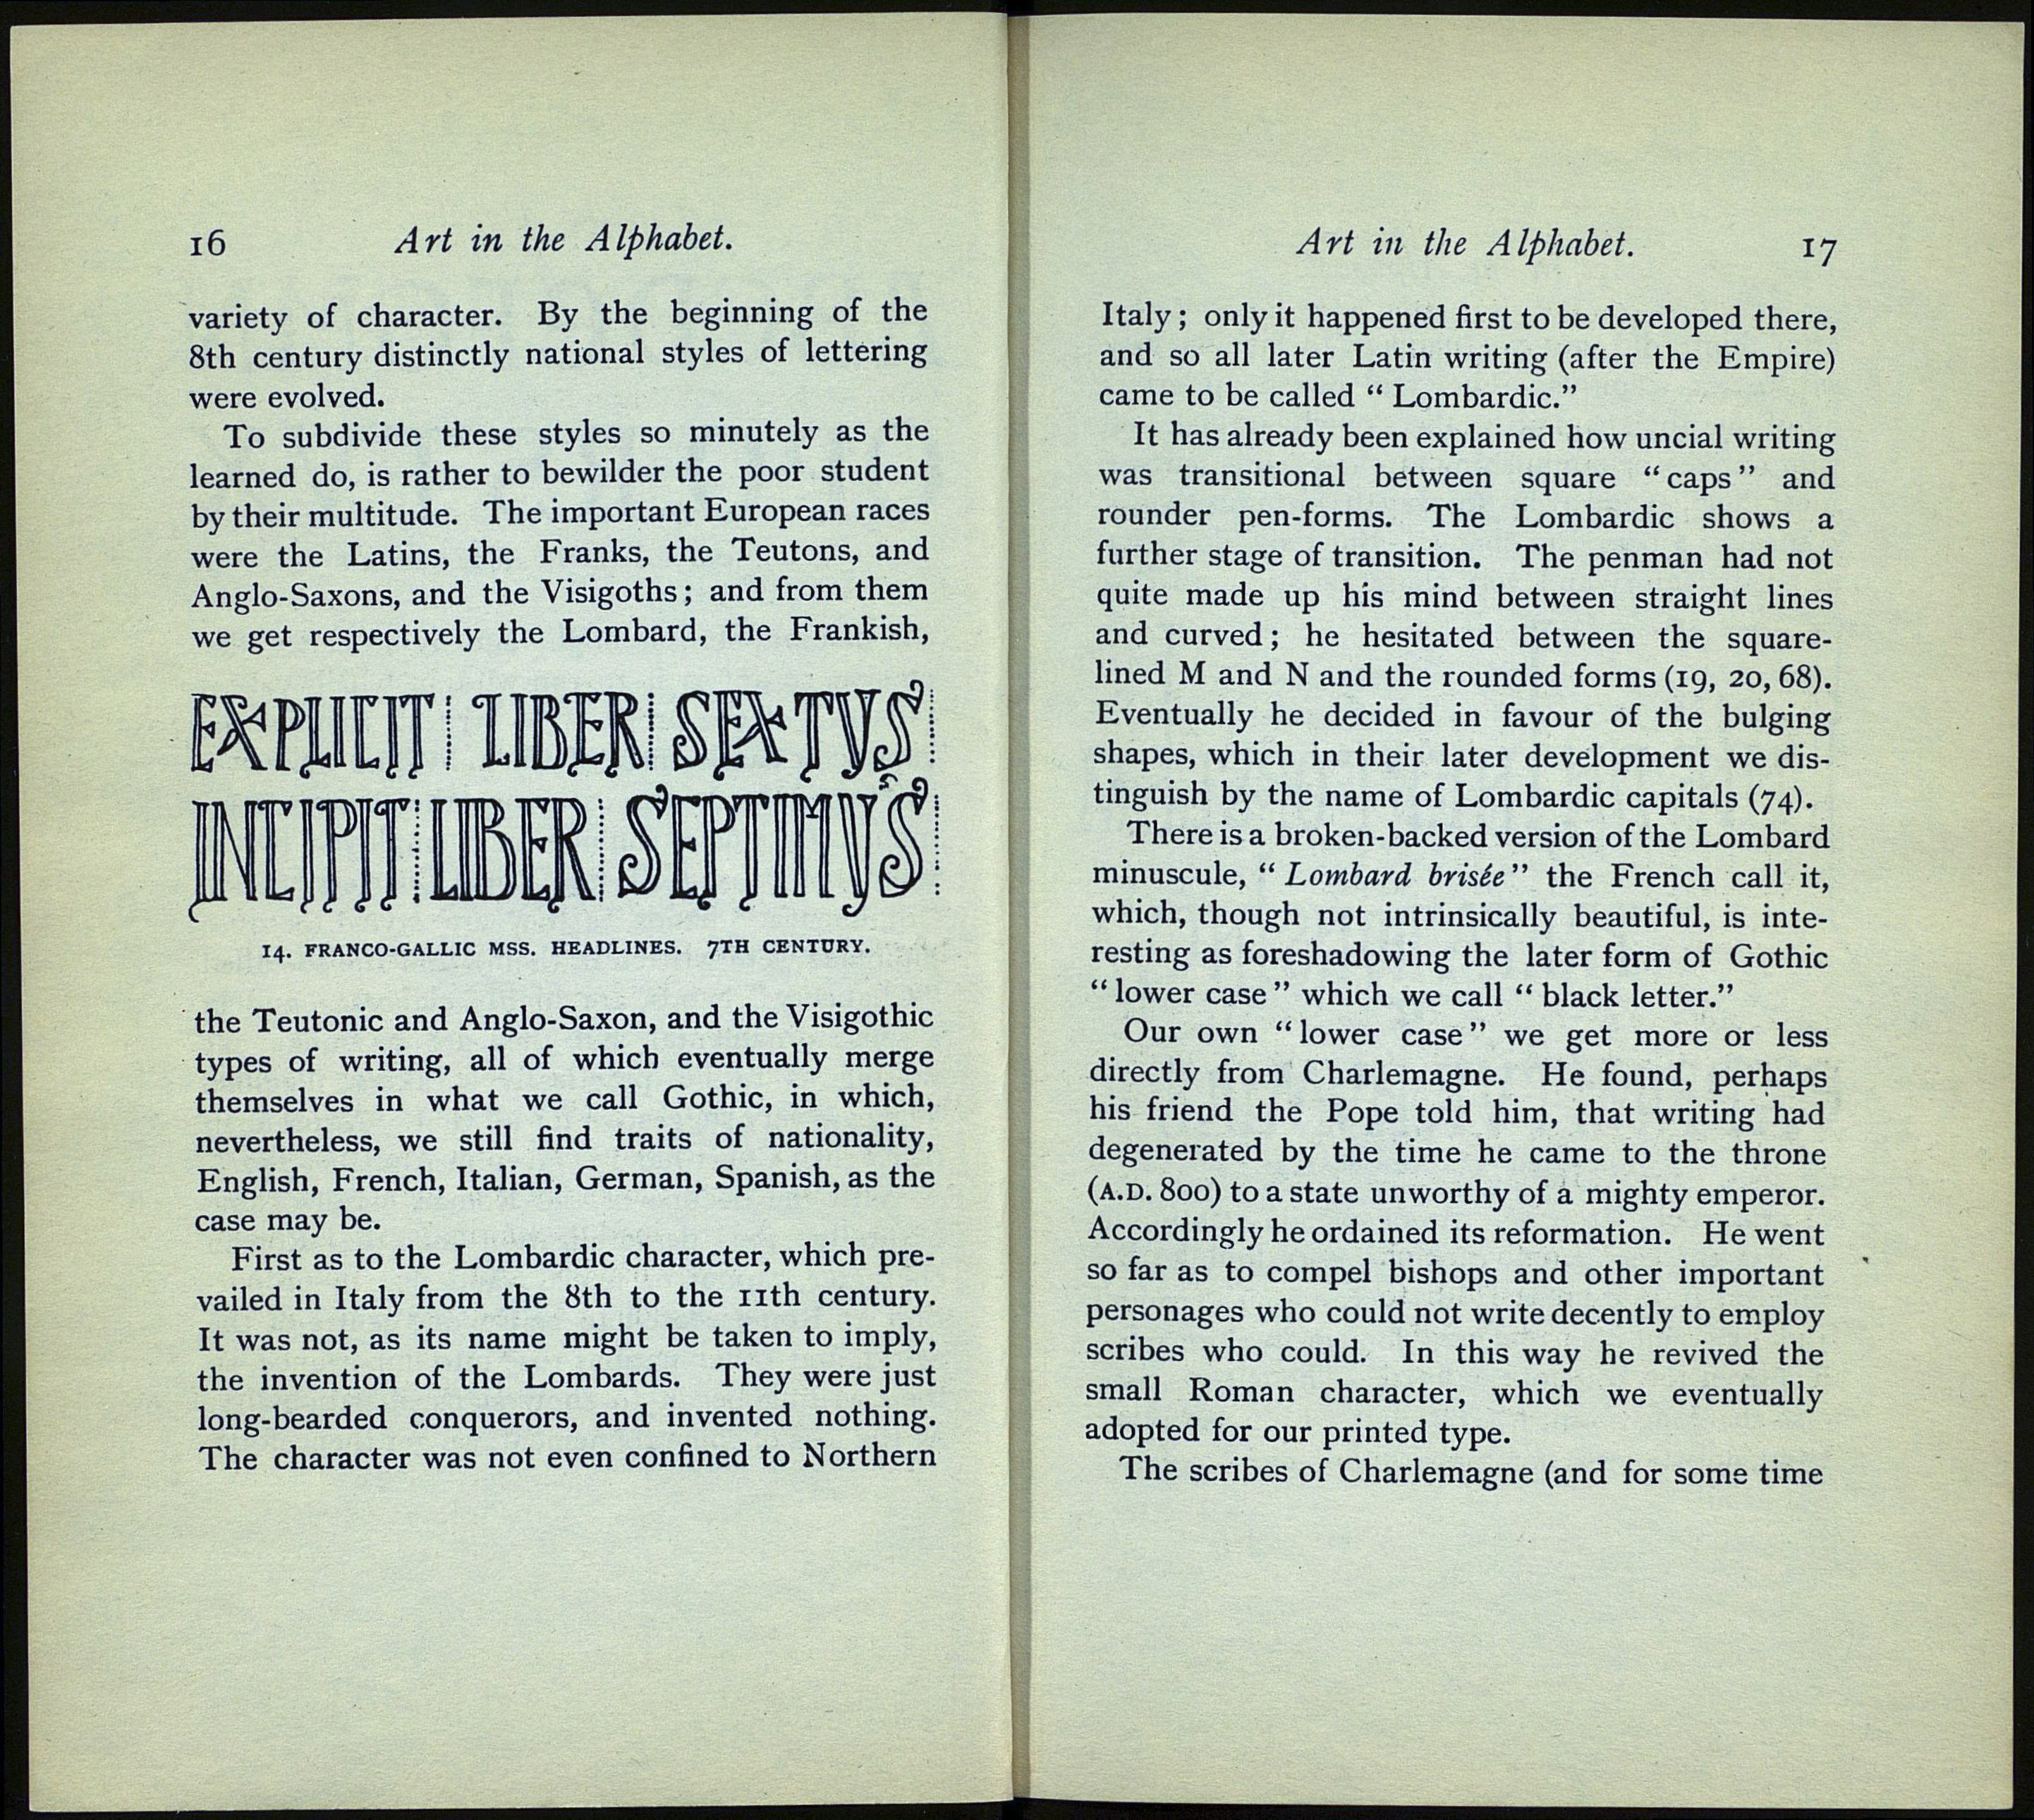 16 Art in the Alphabet.
variety of character. By the beginning of the
8th century distinctly national styles of lettering
were evolved.
To subdivide these styles so minutely as the
learned do, is rather to bewilder the poor student
by their multitude. The important European races
were the Latins, the Franks, the Teutons, and
Anglo-Saxons, and the Visigoths; and from them
we get respectively the Lombard, the Frankish,
EXPLICIT LIBER SEXTVS
INCIPIT LIBER SEPTIMVS
14. FRANCO-GALLIC MSS. HEADLINES. 7TH CENTURY.
the Teutonic and Anglo-Saxon, and the Visigothic
types of writing, all of which eventually merge
themselves in what we call Gothic, in which,
nevertheless, we still find traits of nationality,
English, French, Italian, German, Spanish, as the
case may be.
First as to the Lombardic character, which pre-
vailed in Italy from the 8th to the 11th century.
It was not, as its name might be taken to imply,
the invention of the Lombards. They were just
long-bearded conquerors, and invented nothing.
The character was not even confined to Northern
Art in the Alphabet. 17
Italy; only it happened first to be developed there,
and so all later Latin writing (after the Empire)
came to be called “Lombardic.”
It has already been explained how uncial writing
was transitional between square “caps” and
rounder pen-forms. The Lombardic shows a
further stage of transition. The penman had not
quite made up his mind between straight lines
and curved; he hesitated between the square-
lined M and N and the rounded forms (19, 20, 68).
Eventually he decided in favour of the bulging
shapes, which in their later development we dis-
tinguish by the name of Lombardic capitals (74).
There is a broken-backed version of the Lombard
minuscule, “Lombard brisée” the French call it,
which, though not intrinsically beautiful, is inte-
resting as foreshadowing the later form of Gothic
“lower case” which we call “black letter.”
Our own “lower case” we get more or less
directly from Charlemagne. He found, perhaps
his friend the Pope told him, that writing had
degenerated by the time he came to the throne
(A.D. 800) to a state unworthy of a mighty emperor.
Accordingly he ordained its reformation. He went
so far as to compel bishops and other important
personages who could not write decently to employ
scribes who could. In this way he revived the
small Roman character, which we eventually
adopted for our printed type.
The scribes of Charlemagne (and for some time